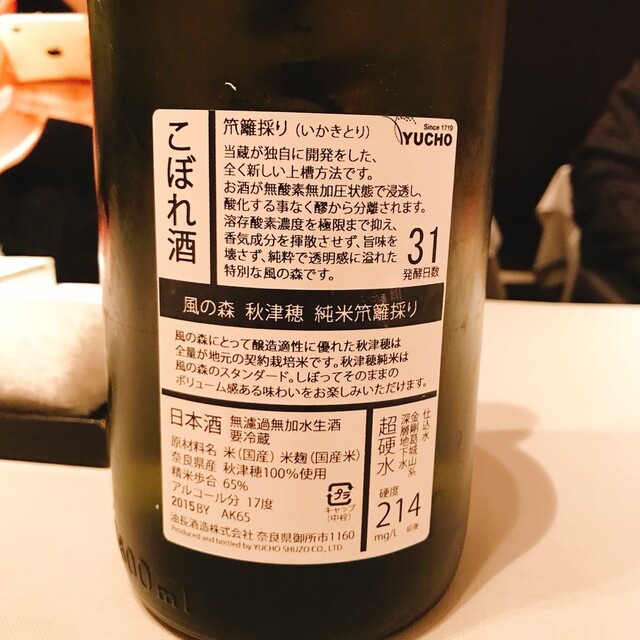 こぼれ酒
笊籬採り（いかきとり）
Since 1719
YUCHO
当蔵が独自に開発をした、
全く新しい上槽方法です。
お酒が無酸素無加圧状態で浸透し、
酸化する事なく醪から分離されます。
溶存酸素濃度を極限まで抑え、
香気成分を揮散させず、旨味を
壊さず、純粋で透明感に溢れた
特別な風の森です。
31
発酵日数
風の森 秋津穂 純米笊籬採り
風の森にとって醸造適性に優れた秋津穂は
全量が地元の契約栽培米です。秋津穂純米は
風の森のスタンダード。しぼってそのままの
ボリューム感ある味わいをお楽しみいただけます。
日本酒 無濾過無加水生酒
要冷蔵
原材料名 米（国産）米麹（国産米）
奈良県産 秋津穂100%使用
精米歩合 65%
アルコール分 17度
2015BY AK65
プラ
キャップ
（中栓）
油長酒造株式会社 奈良県御所市1160
Produced and bottled by YUCHO SHUZO CO., LTD.
仕込水
金剛葛城山系
深層地下水
超硬水
硬度
214
mg/L 前後
800ml